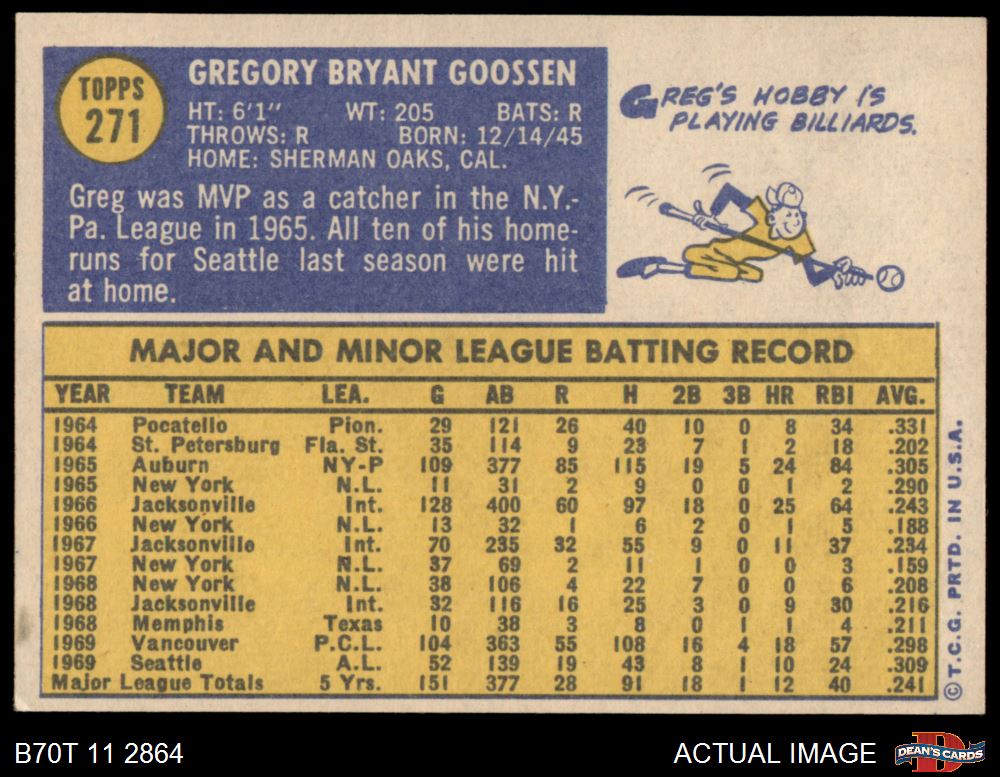 TOPPS
271
GREGORY BRYANT GOOSSEN
HT: 6'1" WT: 205 BATS: R
THROWS: R BORN: 12/14/45
HOME: SHERMAN OAKS, CAL.
Greg was MVP as a catcher in the N.Y.-
Pa. League in 1965. All ten of his home-
runs for Seattle last season were hit
at home.
GREG'S HOBBY IS
PLAYING BILLIARDS.
MAJOR AND MINOR LEAGUE BATTING RECORD
YEAR TEAM LEA. G AB R H 2B 3B HR RBI AVG.
1964 Pocatello Pion. 29 121 26 40 10 0 8 34 .331
1964 St. Petersburg Fla. St. 35 114 9 23 7 1 2 18 .202
1965 Auburn NY-P 109 377 85 115 19 5 24 84 .305
1965 New York N.L. 11 31 2 9 0 0 1 2 .290
1966 Jacksonville Int. 128 400 60 97 18 0 25 64 .243
1966 New York N.L. 13 32 1 6 2 0 1 5 .188
1967 Jacksonville Int. 70 235 32 55 9 0 11 37 .234
1967 New York N.L. 37 69 2 11 1 0 0 3 .159
1968 New York N.L. 38 106 4 22 7 0 0 6 .208
1968 Jacksonville Int. 32 116 16 25 3 0 9 30 .216
1968 Memphis Texas 10 38 3 8 0 1 1 4 .211
1969 Vancouver P.C.L. 104 363 55 108 16 4 18 57 .298
1969 Seattle A.L. 52 139 19 43 8 1 10 24 .309
Major League Totals 5 Yrs. 151 377 28 91 18 1 12 40 .241
© T.C.G. PRTD. IN U.S.A.
B70T 11 2864
ACTUAL IMAGE
D
DEAN'S CARDS